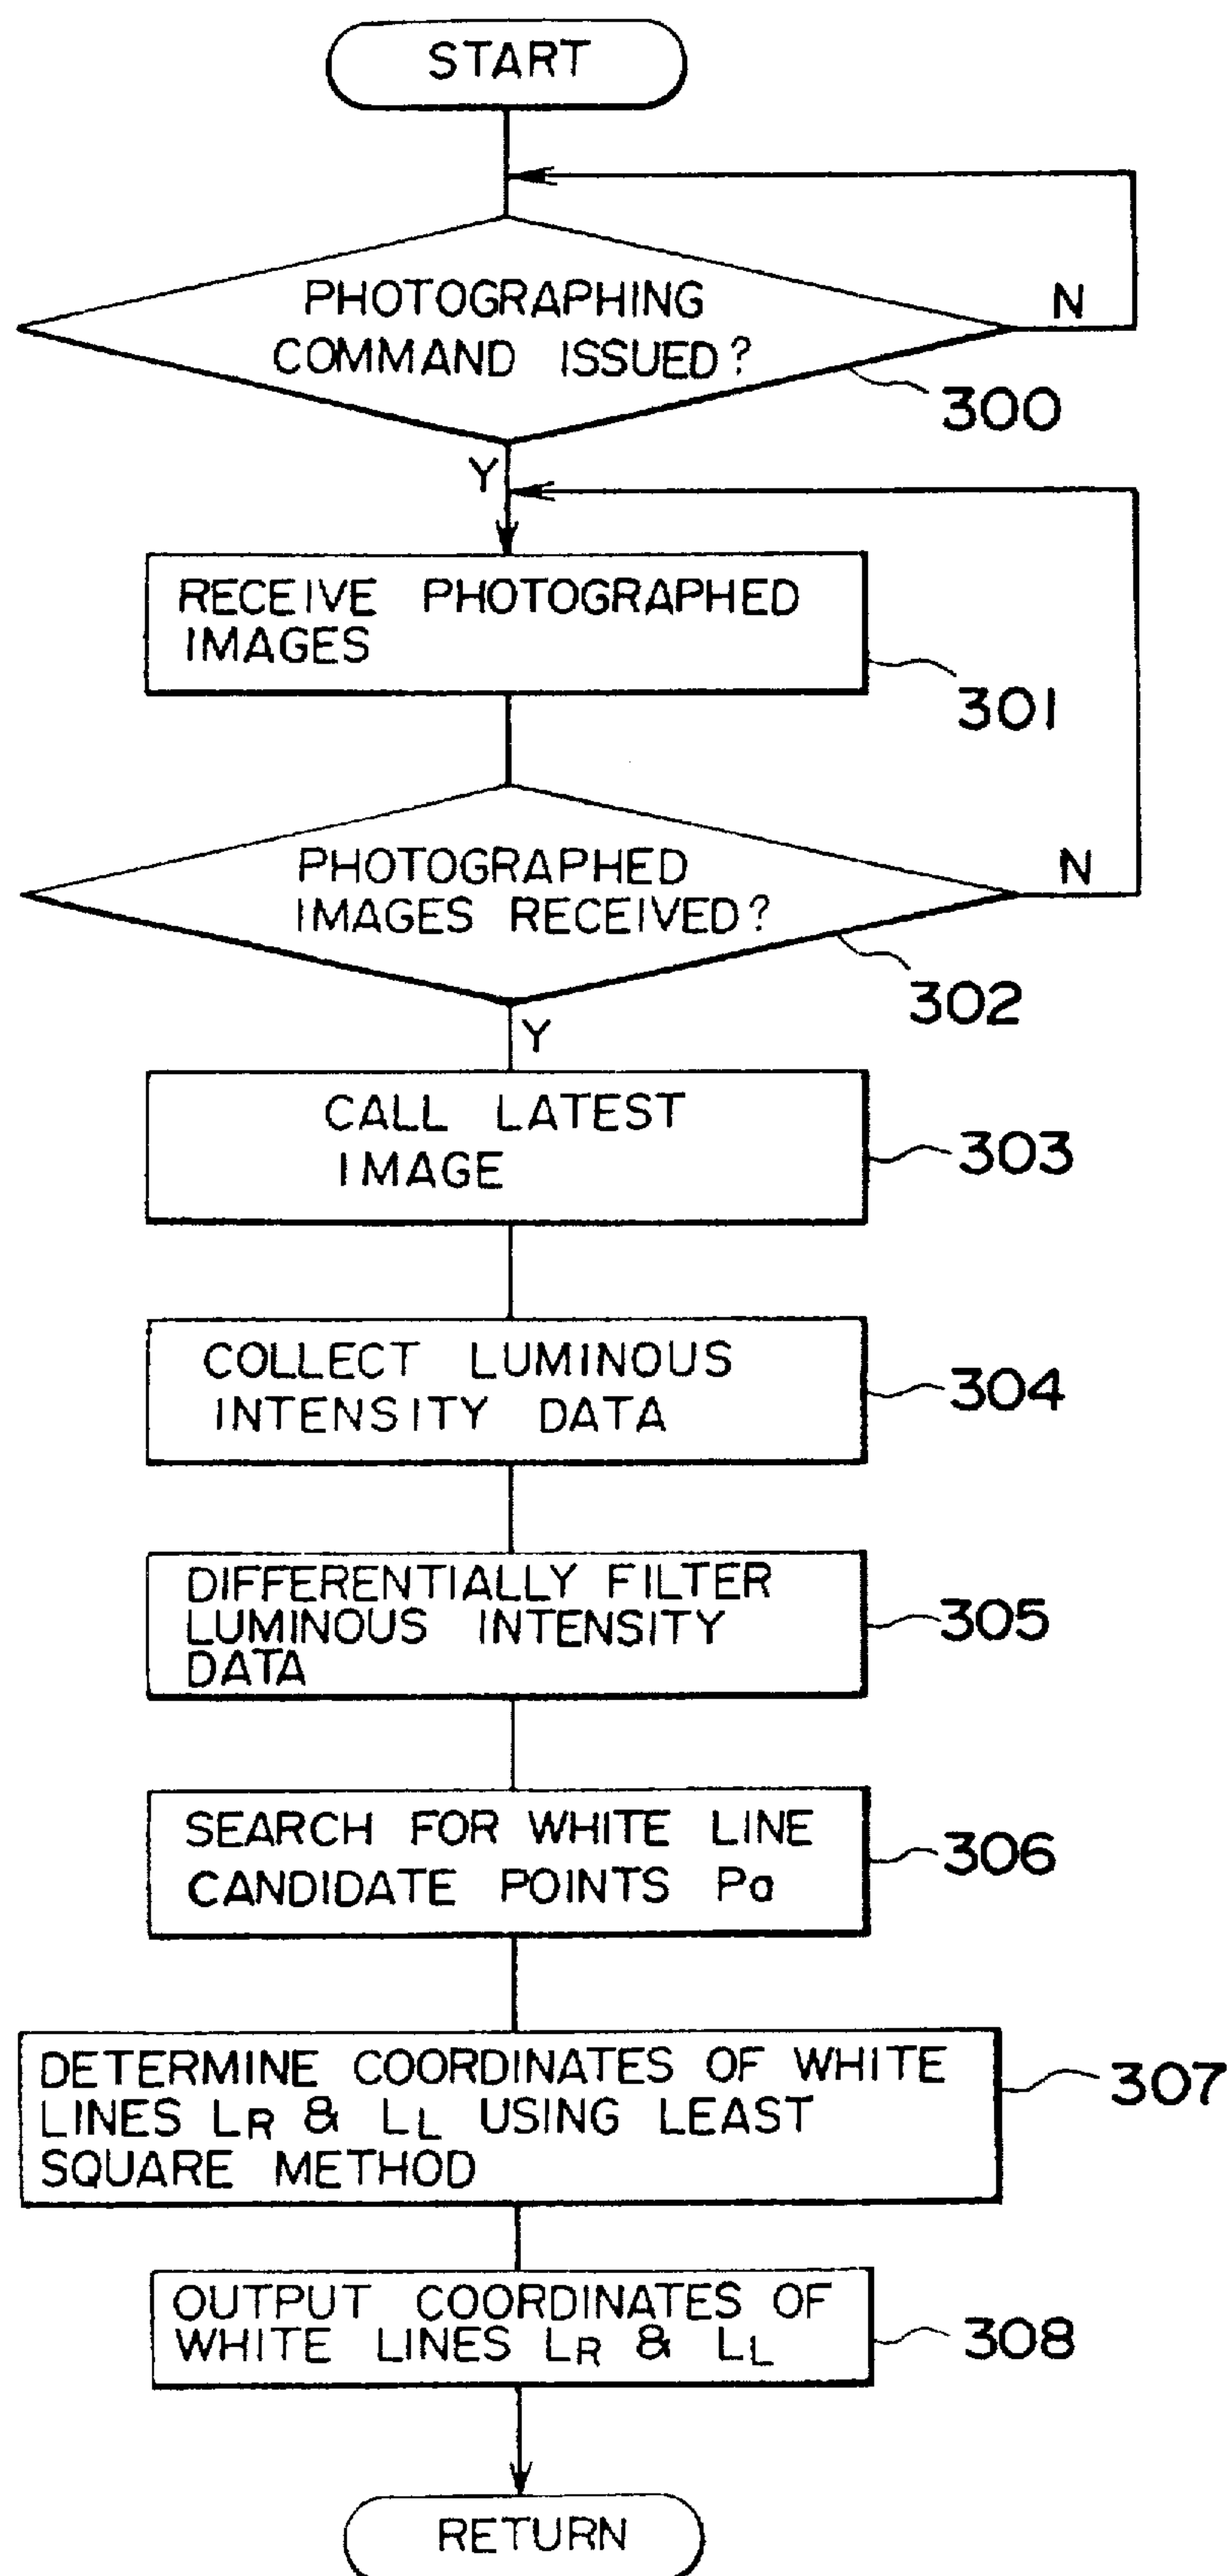 START
PHOTOGRAPHING
COMMAND ISSUED?
N
300
Y
RECEIVE PHOTOGRAPHED
IMAGES
301
PHOTOGRAPHED
IMAGES RECEIVED?
N
302
Y
CALL LATEST
IMAGE
303
COLLECT LUMINOUS
INTENSITY DATA
304
DIFFERENTIALLY FILTER
LUMINOUS INTENSITY
DATA
305
SEARCH FOR WHITE LINE
CANDIDATE POINTS Pa
306
DETERMINE COORDINATES OF WHITE
LINES LR & LL USING LEAST
SQUARE METHOD
307
OUTPUT COORDINATES OF
WHITE LINES LR & LL
308
RETURN